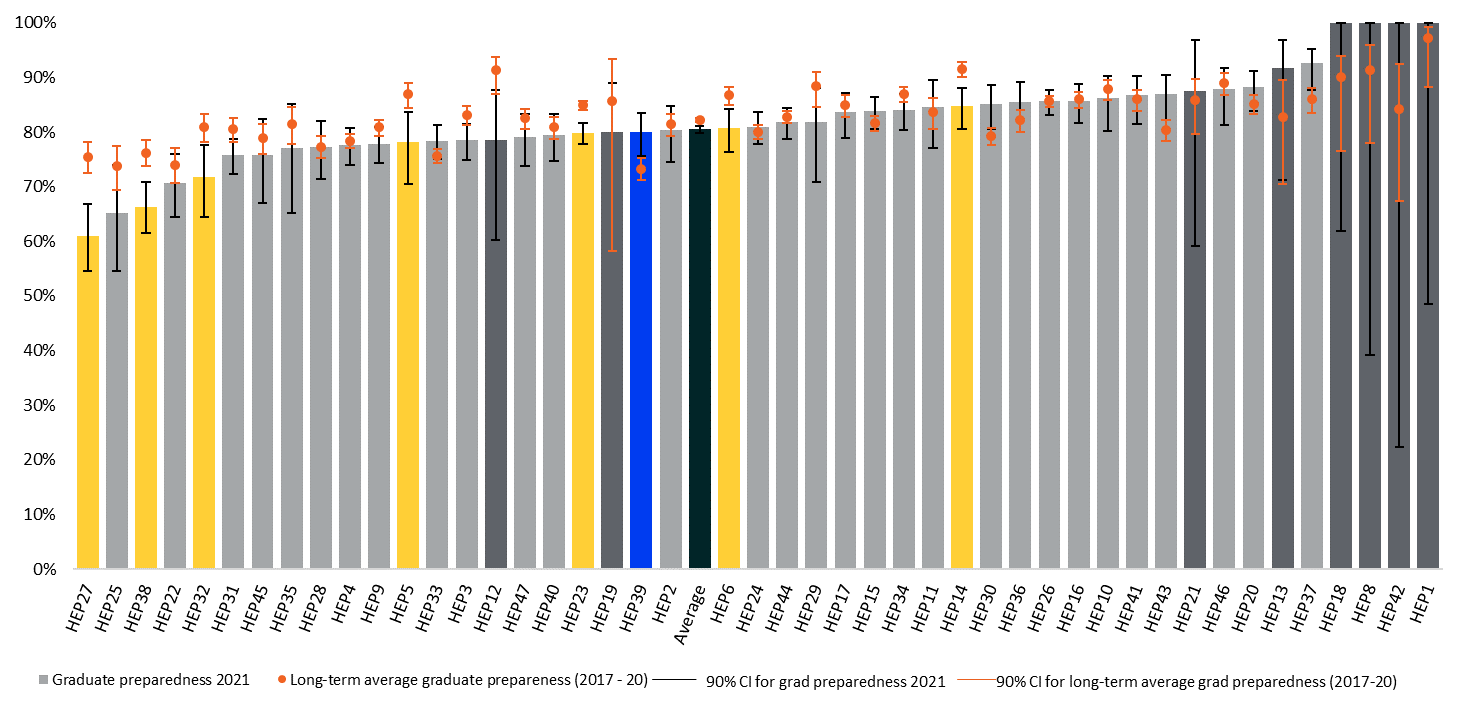 100%
90%
80%
70%
60%
50%
40%
30%
20%
10%
0%
HEP27
HEP25
HEP38
HEP22
HEP32
HEP31
HEP45
HEP35
HEP28
HEP4
HEP9
HEP5
HEP33
HEP3
HEP12
HEP47
HEP40
HEP23
HEP19
HEP39
HEP2
Average
HEP6
HEP24
HEP44
HEP29
HEP17
HEP15
HEP34
HEP11
HEP14
HEP30
HEP36
HEP26
HEP16
HEP10
HEP41
HEP43
HEP21
HEP46
HEP20
HEP13
HEP37
HEP18
HEP8
HEP42
HEP1
Graduate preparedness 2021 Long-term average graduate prepareness (2017 - 20) 90% CI for grad preparedness 2021 90% CI for long-term average grad preparedness (2017-20)